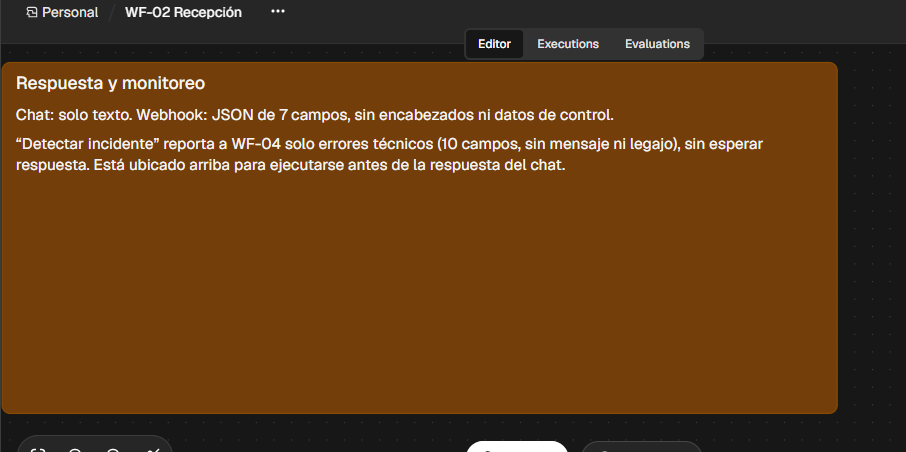 Personal / WF-02 Recepción ...
Editor Executions Evaluations
Respuesta y monitoreo
Chat: solo texto. Webhook: JSON de 7 campos, sin encabezados ni datos de control.
“Detectar incidente” reporta a WF-04 solo errores técnicos (10 campos, sin mensaje ni legajo), sin esperar
respuesta. Está ubicado arriba para ejecutarse antes de la respuesta del chat.